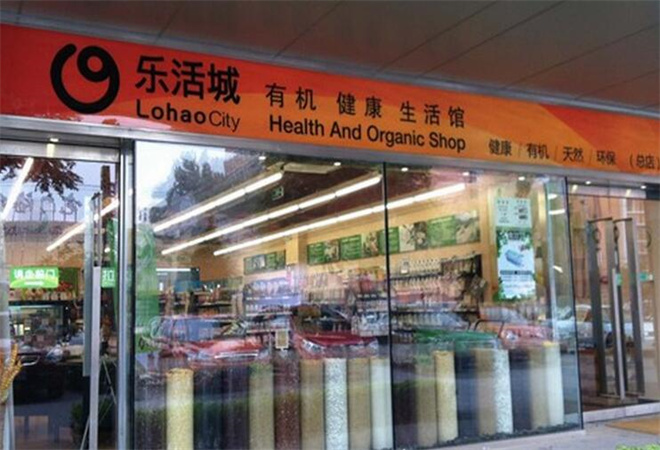 乐活城
LohaoCity
有机 健康 生活馆
Health And Organic Shop
健康 / 有机 / 天然 / 环保 (总店)